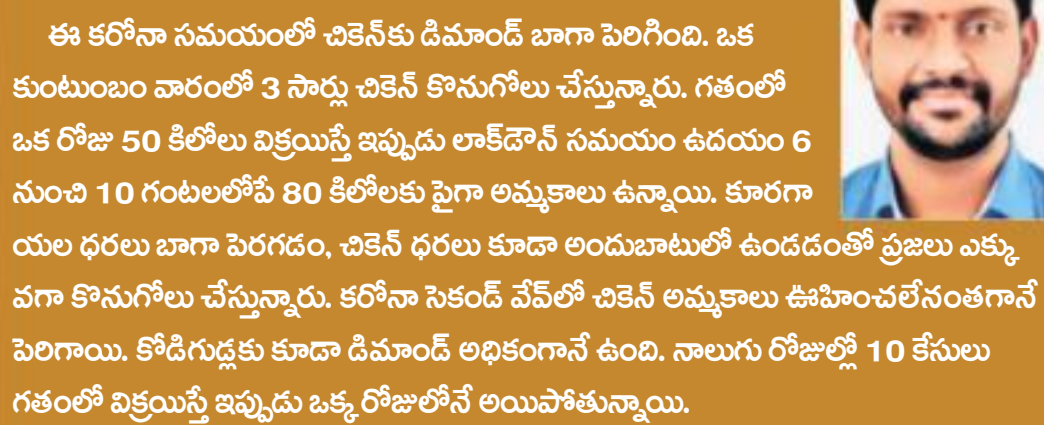 ఈ కరోనా సమయంలో చికెన్‌కు డిమాండ్ బాగా పెరిగింది. ఒక
కుంటుంబం వారంలో 3 సార్లు చికెన్ కొనుగోలు చేస్తున్నారు. గతంలో
ఒక రోజు 50 కిలోలు విక్రయిస్తే ఇప్పుడు లాక్‌డౌన్ సమయం ఉదయం 6
నుంచి 10 గంటలలోపే 80 కిలోలకు పైగా అమ్మకాలు ఉన్నాయి. కూరగా
యల ధరలు బాగా పెరగడం, చికెన్ ధరలు కూడా అందుబాటులో ఉండడంతో ప్రజలు ఎక్కు
వగా కొనుగోలు చేస్తున్నారు. కరోనా సెకండ్ వేవ్‌లో చికెన్ అమ్మకాలు ఊహించలేనంతగానే
పెరిగాయి. కోడిగుడ్లకు కూడా డిమాండ్ అధికంగానే ఉంది. నాలుగు రోజుల్లో 10 కేసులు
గతంలో విక్రయిస్తే ఇప్పుడు ఒక్క రోజులోనే అయిపోతున్నాయి.